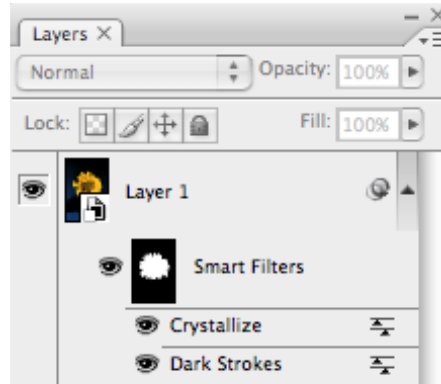 Layers ×
Normal Opacity: 100%
Lock: Fill: 100%
Layer 1
Smart Filters
Crystallize
Dark Strokes